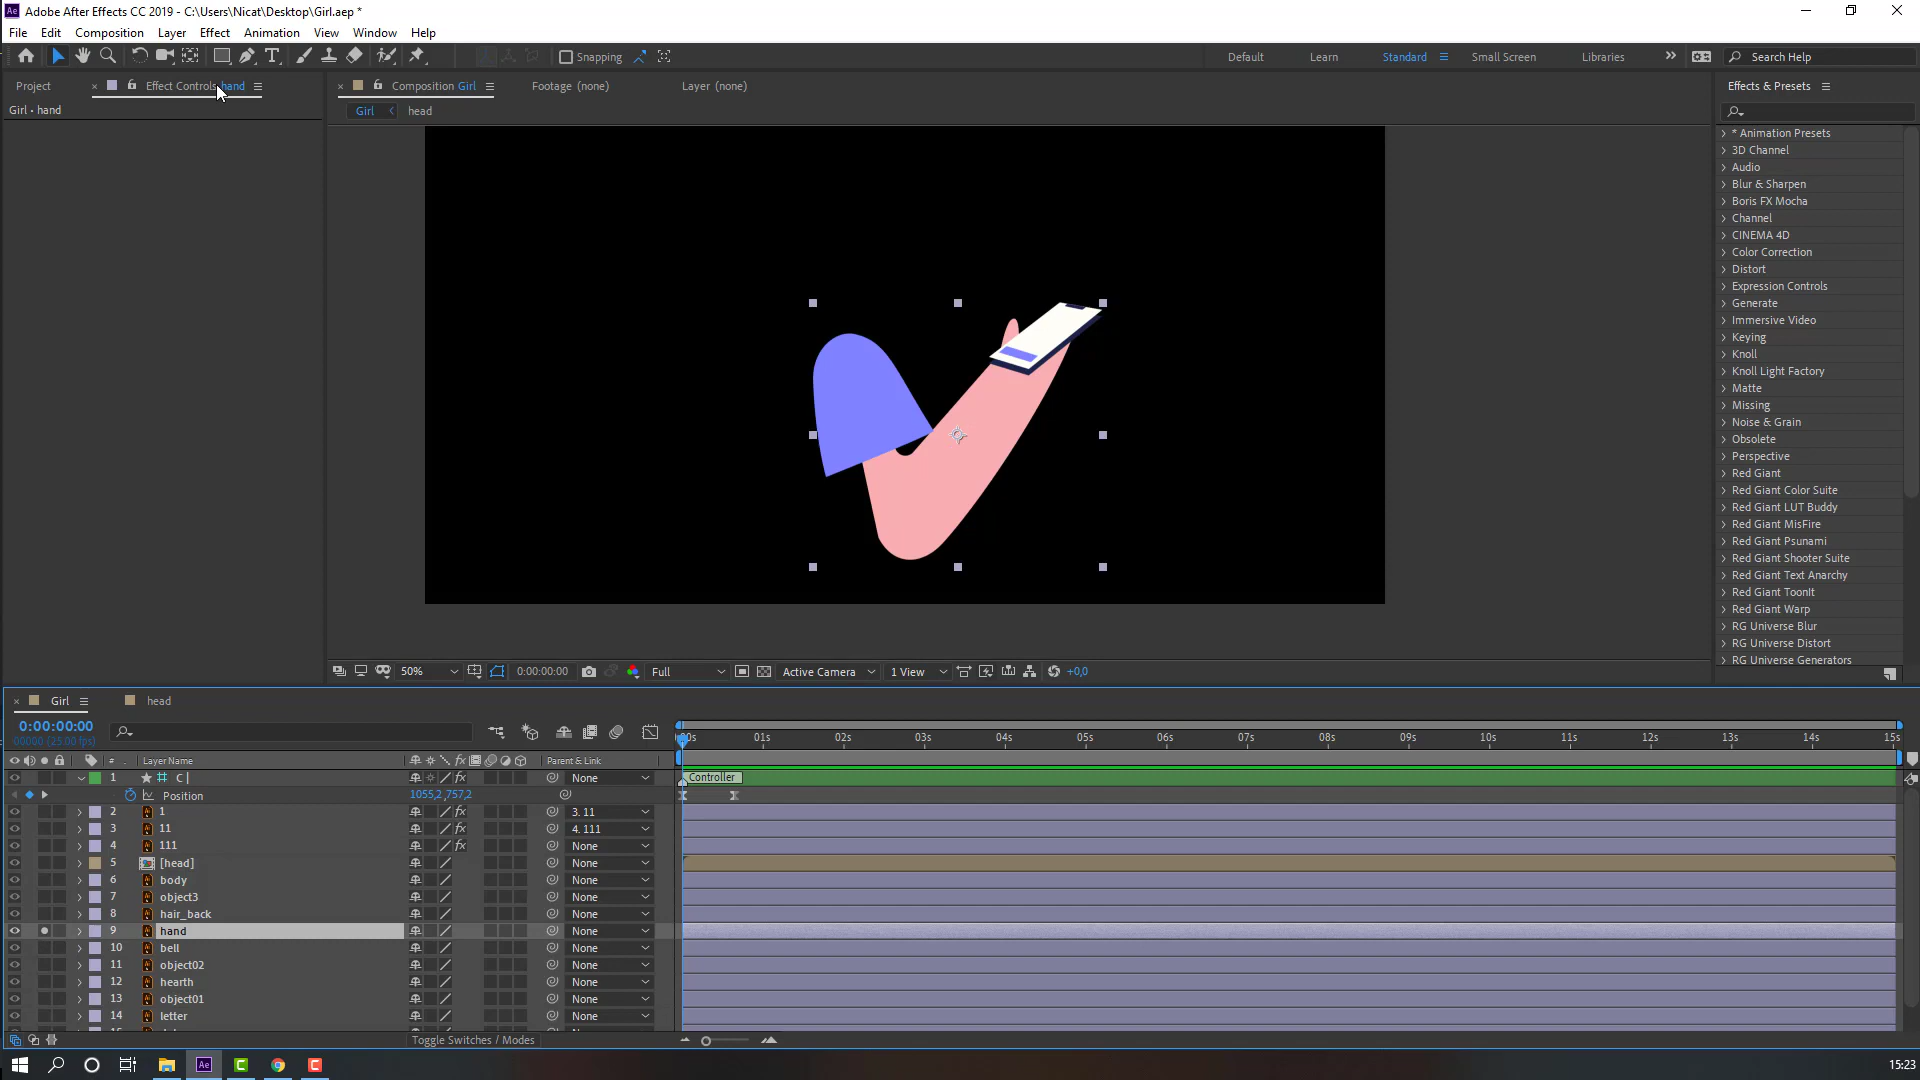 Ae Adobe After Effects CC 2019 - C:\Users\Nicat\Desktop\Girl.aep *
File Edit Composition Layer Effect Animation View Window Help
Snapping Default Learn Standard Small Screen Libraries Search Help
Project Effect Controls hand Composition Girl Footage (none) Layer (none) Effects & Presets
Girl • hand Girl head
* Animation Presets
3D Channel
Audio
Blur & Sharpen
Boris FX Mocha
Channel
CINEMA 4D
Color Correction
Distort
Expression Controls
Generate
Immersive Video
Keying
Knoll
Knoll Light Factory
Matte
Missing
Noise & Grain
Obsolete
Perspective
Red Giant
Red Giant Color Suite
Red Giant LUT Buddy
Red Giant MisFire
Red Giant Psunami
Red Giant Shooter Suite
Red Giant Text Anarchy
Red Giant ToonIt
Red Giant Warp
RG Universe Blur
RG Universe Distort
RG Universe Generators
50% 0:00:00:00 Full Active Camera 1 View +0,0
Girl head
0:00:00:00
00000 (25.00 fps)
:00s 01s 02s 03s 04s 05s 06s 07s 08s 09s 10s 11s 12s 13s 14s 15s
# Layer Name Parent & Link
1 C | None Controller
Position 1055,2,757,2
2 1 3. 11
3 11 4. 111
4 111 None
5 [head] None
6 body None
7 object3 None
8 hair_back None
9 hand None
10 bell None
11 object02 None
12 hearth None
13 object01 None
14 letter None
Toggle Switches / Modes
Ae C C 15:23